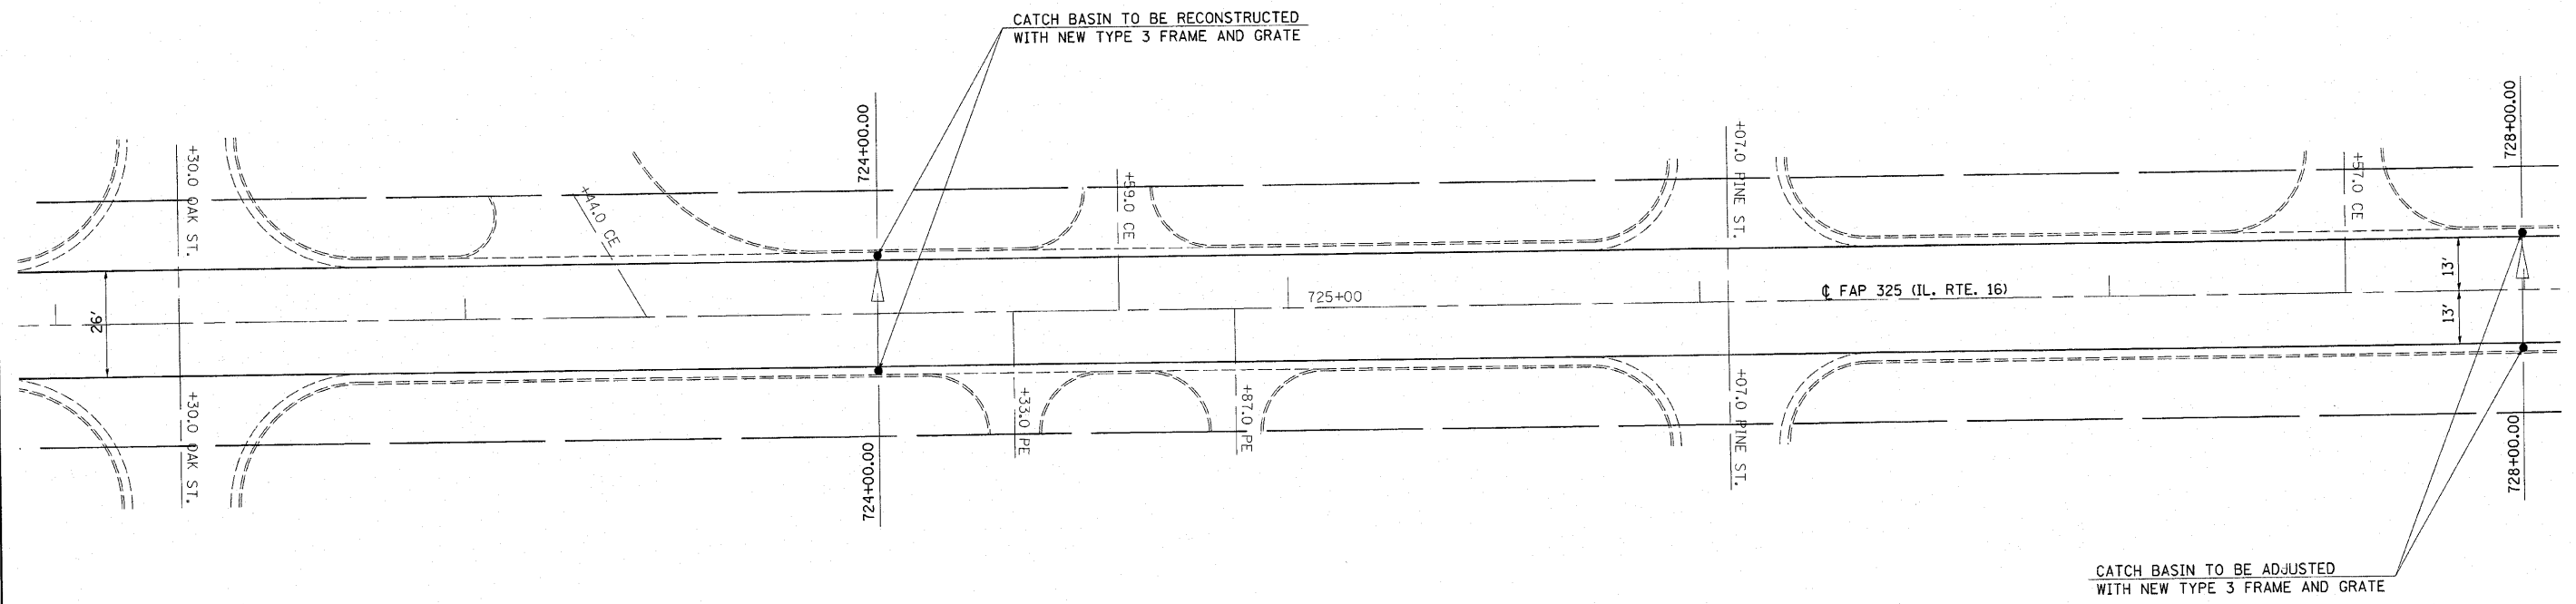 CATCH BASIN TO BE RECONSTRUCTED
WITH NEW TYPE 3 FRAME AND GRATE
724+00.00
728+00.00
+30.0 OAK ST.
+44.0 CE
+59.0 CE
+07.0 PINE ST.
+57.0 CE
26'
725+00
℄ FAP 325 (IL. RTE. 16)
13'
13'
+30.0 OAK ST.
724+00.00
+33.0 PE
+87.0 PE
+07.0 PINE ST.
728+00.00
CATCH BASIN TO BE ADJUSTED
WITH NEW TYPE 3 FRAME AND GRATE